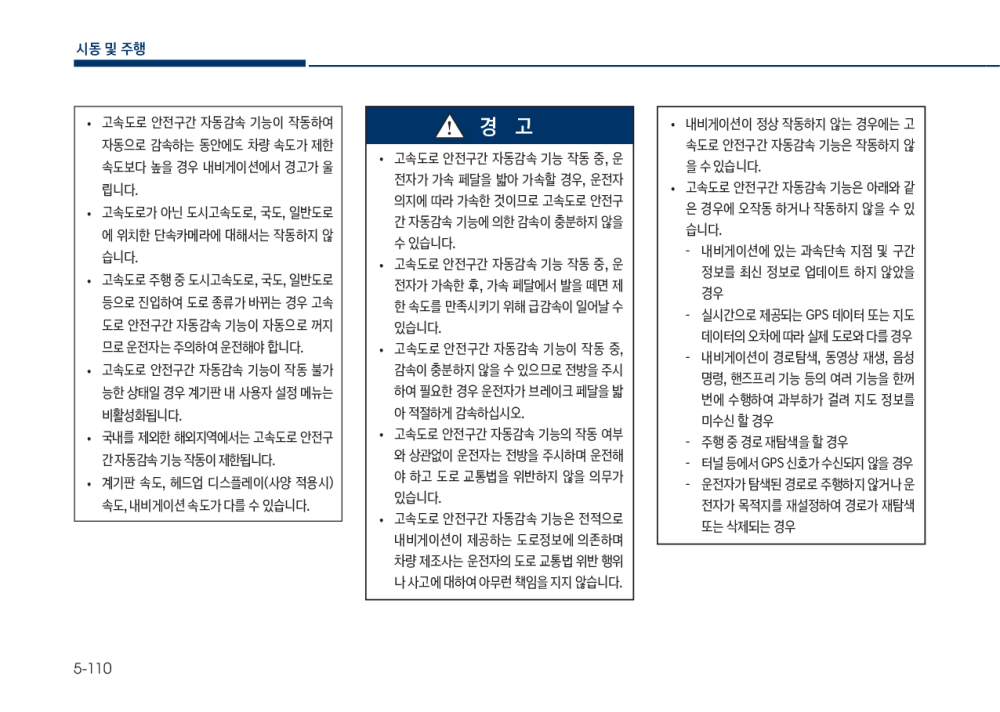 시동 및 주행
• 고속도로 안전구간 자동감속 기능이 작동하여
자동으로 감속하는 동안에도 차량 속도가 제한
속도보다 높을 경우 내비게이션에서 경고가 울
립니다.
• 고속도로가 아닌 도시고속도로, 국도, 일반도로
에 위치한 단속카메라에 대해서는 작동하지 않
습니다.
• 고속도로 주행 중 도시고속도로, 국도, 일반도로
등으로 진입하여 도로 종류가 바뀌는 경우 고속
도로 안전구간 자동감속 기능이 자동으로 꺼지
므로 운전자는 주의하여 운전해야 합니다.
• 고속도로 안전구간 자동감속 기능이 작동 불가
능한 상태일 경우 계기판 내 사용자 설정 메뉴는
비활성화됩니다.
• 국내를 제외한 해외지역에서는 고속도로 안전구
간 자동감속 기능 작동이 제한됩니다.
• 계기판 속도, 헤드업 디스플레이(사양 적용시)
속도, 내비게이션 속도가 다를 수 있습니다.
경 고
• 고속도로 안전구간 자동감속 기능 작동 중, 운
전자가 가속 페달을 밟아 가속할 경우, 운전자
의지에 따라 가속한 것이므로 고속도로 안전구
간 자동감속 기능에 의한 감속이 충분하지 않을
수 있습니다.
• 고속도로 안전구간 자동감속 기능 작동 중, 운
전자가 가속한 후, 가속 페달에서 발을 떼면 제
한 속도를 만족시키기 위해 급감속이 일어날 수
있습니다.
• 고속도로 안전구간 자동감속 기능이 작동 중,
감속이 충분하지 않을 수 있으므로 전방을 주시
하여 필요한 경우 운전자가 브레이크 페달을 밟
아 적절하게 감속하십시오.
• 고속도로 안전구간 자동감속 기능의 작동 여부
와 상관없이 운전자는 전방을 주시하며 운전해
야 하고 도로 교통법을 위반하지 않을 의무가
있습니다.
• 고속도로 안전구간 자동감속 기능은 전적으로
내비게이션이 제공하는 도로정보에 의존하며
차량 제조사는 운전자의 도로 교통법 위반 행위
나 사고에 대하여 아무런 책임을 지지 않습니다.
• 내비게이션이 정상 작동하지 않는 경우에는 고
속도로 안전구간 자동감속 기능은 작동하지 않
을 수 있습니다.
• 고속도로 안전구간 자동감속 기능은 아래와 같
은 경우에 오작동 하거나 작동하지 않을 수 있
습니다.
- 내비게이션에 있는 과속단속 지점 및 구간
정보를 최신 정보로 업데이트 하지 않았을
경우
- 실시간으로 제공되는 GPS 데이터 또는 지도
데이터의 오차에 따라 실제 도로와 다를 경우
- 내비게이션이 경로탐색, 동영상 재생, 음성
명령, 핸즈프리 기능 등의 여러 기능을 한꺼
번에 수행하여 과부하가 걸려 지도 정보를
미수신 할 경우
- 주행 중 경로 재탐색을 할 경우
- 터널 등에서 GPS 신호가 수신되지 않을 경우
- 운전자가 탐색된 경로로 주행하지 않거나 운
전자가 목적지를 재설정하여 경로가 재탐색
또는 삭제되는 경우
5-110